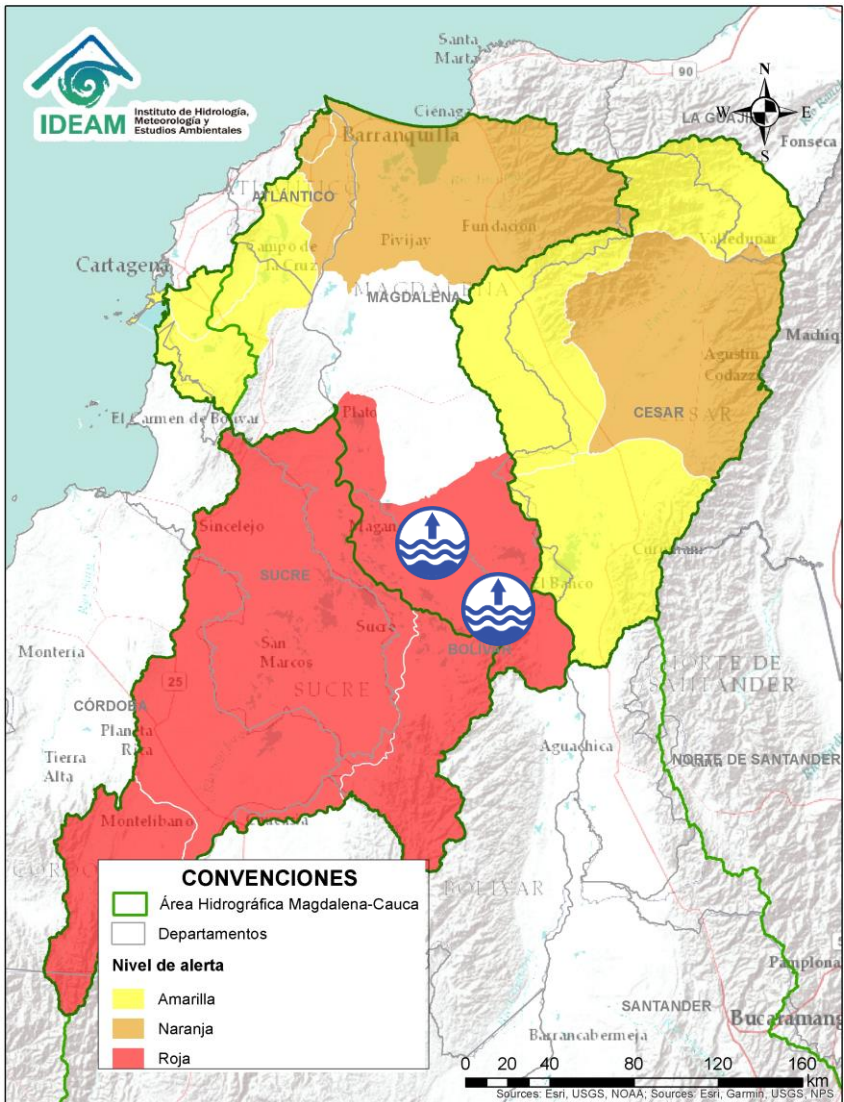 IDEAM
Instituto de Hidrología,
Meteorología y
Estudios Ambientales
Santa
Marta
90
N
W
E
S
LA GUAJIR
Fonseca
Ciénaga
Barranquilla
ATLÁNTICO
Campo de
la Cruz
Pivijay
Fundación
Valledupar
Cartagena
MAGDALENA
Machiq
Agustín
Codazzi
El Carmen de Bolívar
Plato
CESAR
Sincelejo
Magan
SUCRE
El Banco
Sucre
Montería
San
Marcos
BOLÍVAR
25
SUCRE
NORTE DE
SANTANDER
CÓRDOBA
Planeta
Rica
Aguachica
Tierra
Alta
NORTE DE SANTANDER
Montelíbano
BOLÍVAR
CONVENCIONES
Área Hidrográfica Magdalena-Cauca
Departamentos
Nivel de alerta
Amarilla
Naranja
Roja
Pamplona
SANTANDER
Bucaramang
Barrancabermeja
0 20 40 80 120 160
km
Sources: Esri, USGS, NOAA; Sources: Esri, Garmin, USGS, NPS